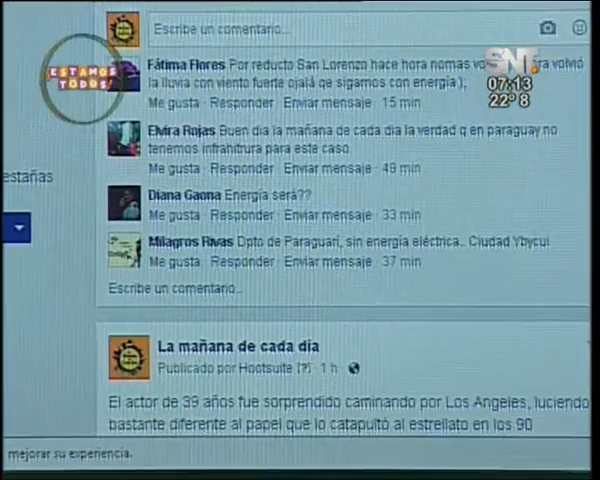 Escribe un comentario...
ESTAMOS
TODOS
SNT
07:13
22° 8
Fátima Flores Por reducto San Lorenzo hace hora nomas volvió
la lluvia con viento fuerte ojalá qe sigamos con energía );
Me gusta · Responder · Enviar mensaje · 15 min
Elvira Rojas Buen dia la mañana de cada dia la verdad q en paraguay no
tenemos infrahitrura para este caso.
Me gusta · Responder · Enviar mensaje · 49 min
Diana Gaona Energía será??
Me gusta · Responder · Enviar mensaje · 33 min
Milagros Rivas Dpto de Paraguarí, sin energía eléctrica.. Ciudad Ybycuí
Me gusta · Responder · Enviar mensaje · 37 min
estañas
Escribe un comentario...
La mañana de cada día
Publicado por Hootsuite [?] · 1 h ·
El actor de 39 años fue sorprendido caminando por Los Angeles, luciendo
bastante diferente al papel que lo catapultó al estrellato en los 90
mejorar su experiencia.